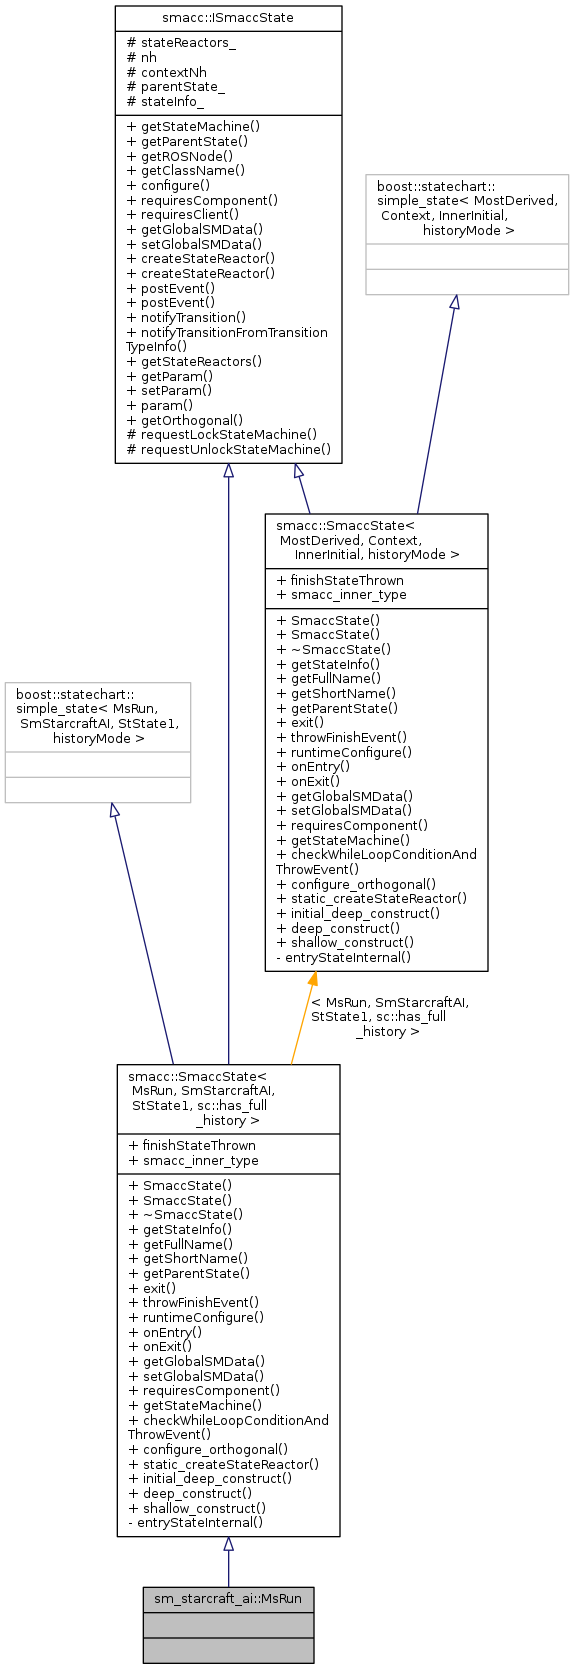 smacc::ISmaccState
# stateReactors_
# nh
# contextNh
# parentState_
# stateInfo_
+ getStateMachine()
+ getParentState()
+ getROSNode()
+ getClassName()
+ configure()
+ requiresComponent()
+ requiresClient()
+ getGlobalSMData()
+ setGlobalSMData()
+ createStateReactor()
+ createStateReactor()
+ postEvent()
+ postEvent()
+ notifyTransition()
+ notifyTransitionFromTransition
TypeInfo()
+ getStateReactors()
+ getParam()
+ setParam()
+ param()
+ getOrthogonal()
# requestLockStateMachine()
# requestUnlockStateMachine()
boost::statechart::
simple_state< MostDerived,
Context, InnerInitial,
historyMode >
smacc::SmaccState<
MostDerived, Context,
InnerInitial, historyMode >
+ finishStateThrown
+ smacc_inner_type
+ SmaccState()
+ SmaccState()
+ ~SmaccState()
+ getStateInfo()
+ getFullName()
+ getShortName()
+ getParentState()
+ exit()
+ throwFinishEvent()
+ runtimeConfigure()
+ onEntry()
+ onExit()
+ getGlobalSMData()
+ setGlobalSMData()
+ requiresComponent()
+ getStateMachine()
+ checkWhileLoopConditionAnd
ThrowEvent()
+ configure_orthogonal()
+ static_createStateReactor()
+ initial_deep_construct()
+ deep_construct()
+ shallow_construct()
- entryStateInternal()
boost::statechart::
simple_state< MsRun,
SmStarcraftAI, StState1,
historyMode >
< MsRun, SmStarcraftAI,
StState1, sc::has_full
_history >
smacc::SmaccState<
MsRun, SmStarcraftAI,
StState1, sc::has_full
_history >
+ finishStateThrown
+ smacc_inner_type
+ SmaccState()
+ SmaccState()
+ ~SmaccState()
+ getStateInfo()
+ getFullName()
+ getShortName()
+ getParentState()
+ exit()
+ throwFinishEvent()
+ runtimeConfigure()
+ onEntry()
+ onExit()
+ getGlobalSMData()
+ setGlobalSMData()
+ requiresComponent()
+ getStateMachine()
+ checkWhileLoopConditionAnd
ThrowEvent()
+ configure_orthogonal()
+ static_createStateReactor()
+ initial_deep_construct()
+ deep_construct()
+ shallow_construct()
- entryStateInternal()
sm_starcraft_ai::MsRun